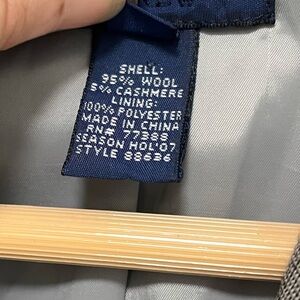 SHELL:
95% WOOL
5% CASHMERE
LINING:
100% POLYESTER
MADE IN CHINA
RN# 77388
SEASON HOL'07
STYLE 88636